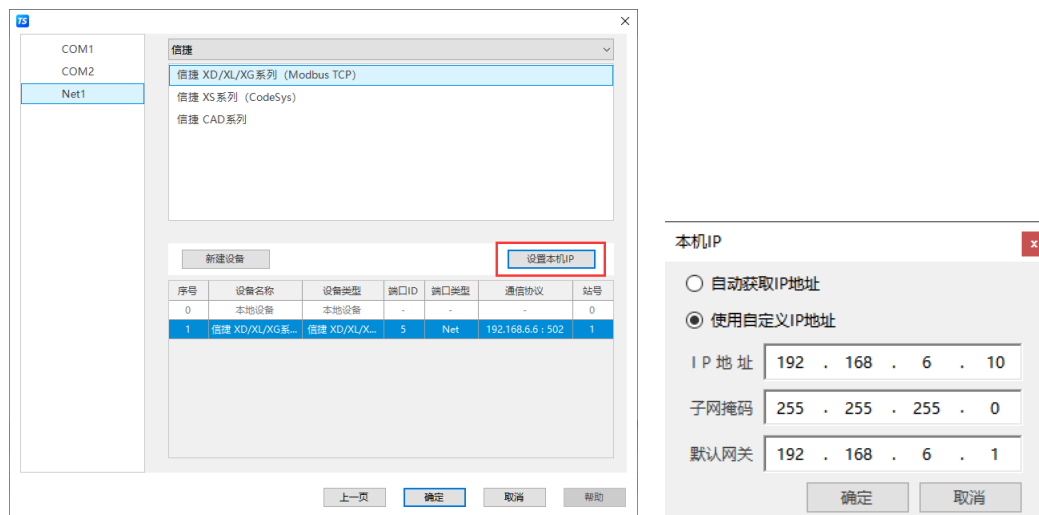 TS
COM1
COM2
Net1
信捷
信捷 XD/XL/XG系列（Modbus TCP）
信捷 XS系列（CodeSys）
信捷 CAD系列
新建设备
设置本机IP
序号 设备名称 设备类型 端口ID 端口类型 通信协议 站号
0 本地设备 本地设备 - - - 0
1 信捷 XD/XL/XG系... 信捷 XD/XL/X... 5 Net 192.168.6.6 : 502 1
上一页 确定 取消 帮助
本机IP
x
自动获取IP地址
使用自定义IP地址
IP地址 192 . 168 . 6 . 10
子网掩码 255 . 255 . 255 . 0
默认网关 192 . 168 . 6 . 1
确定 取消